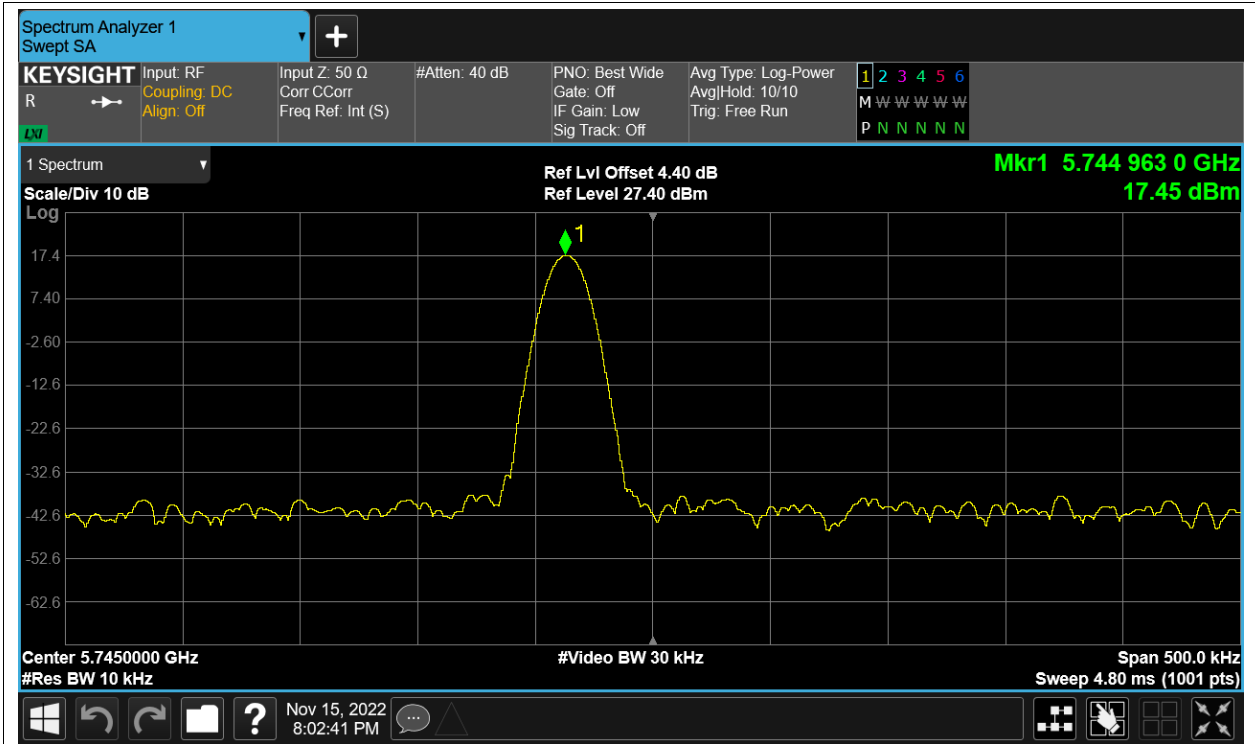 Spectrum Analyzer 1
Swept SA
KEYSIGHT
R
LXI
Input: RF
Coupling: DC
Align: Off
Input Z: 50 Ω
Corr CCorr
Freq Ref: Int (S)
#Atten: 40 dB
PNO: Best Wide
Gate: Off
IF Gain: Low
Sig Track: Off
Avg Type: Log-Power
Avg|Hold: 10/10
Trig: Free Run
1 2 3 4 5 6
M W W W W W W
P N N N N N N
1 Spectrum
Scale/Div 10 dB
Log
Ref Lvl Offset 4.40 dB
Ref Level 27.40 dBm
Mkr1 5.744 963 0 GHz
17.45 dBm
1
17.4
7.40
-2.60
-12.6
-22.6
-32.6
-42.6
-52.6
-62.6
Center 5.7450000 GHz
#Res BW 10 kHz
#Video BW 30 kHz
Span 500.0 kHz
Sweep 4.80 ms (1001 pts)
?
Nov 15, 2022
8:02:41 PM